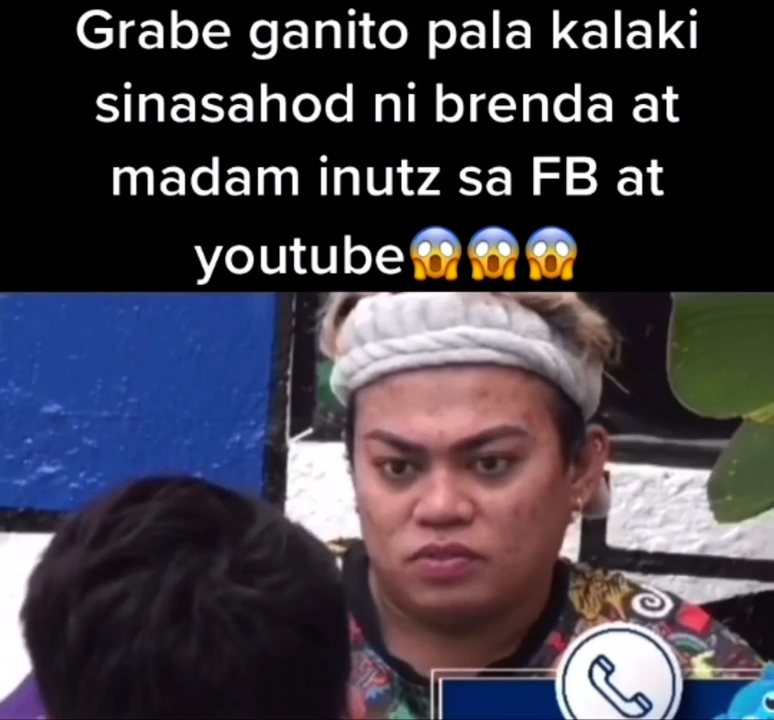 Grabe ganito pala kalaki
sinasahod ni brenda at
madam inutz sa FB at
youtube😱😱😱